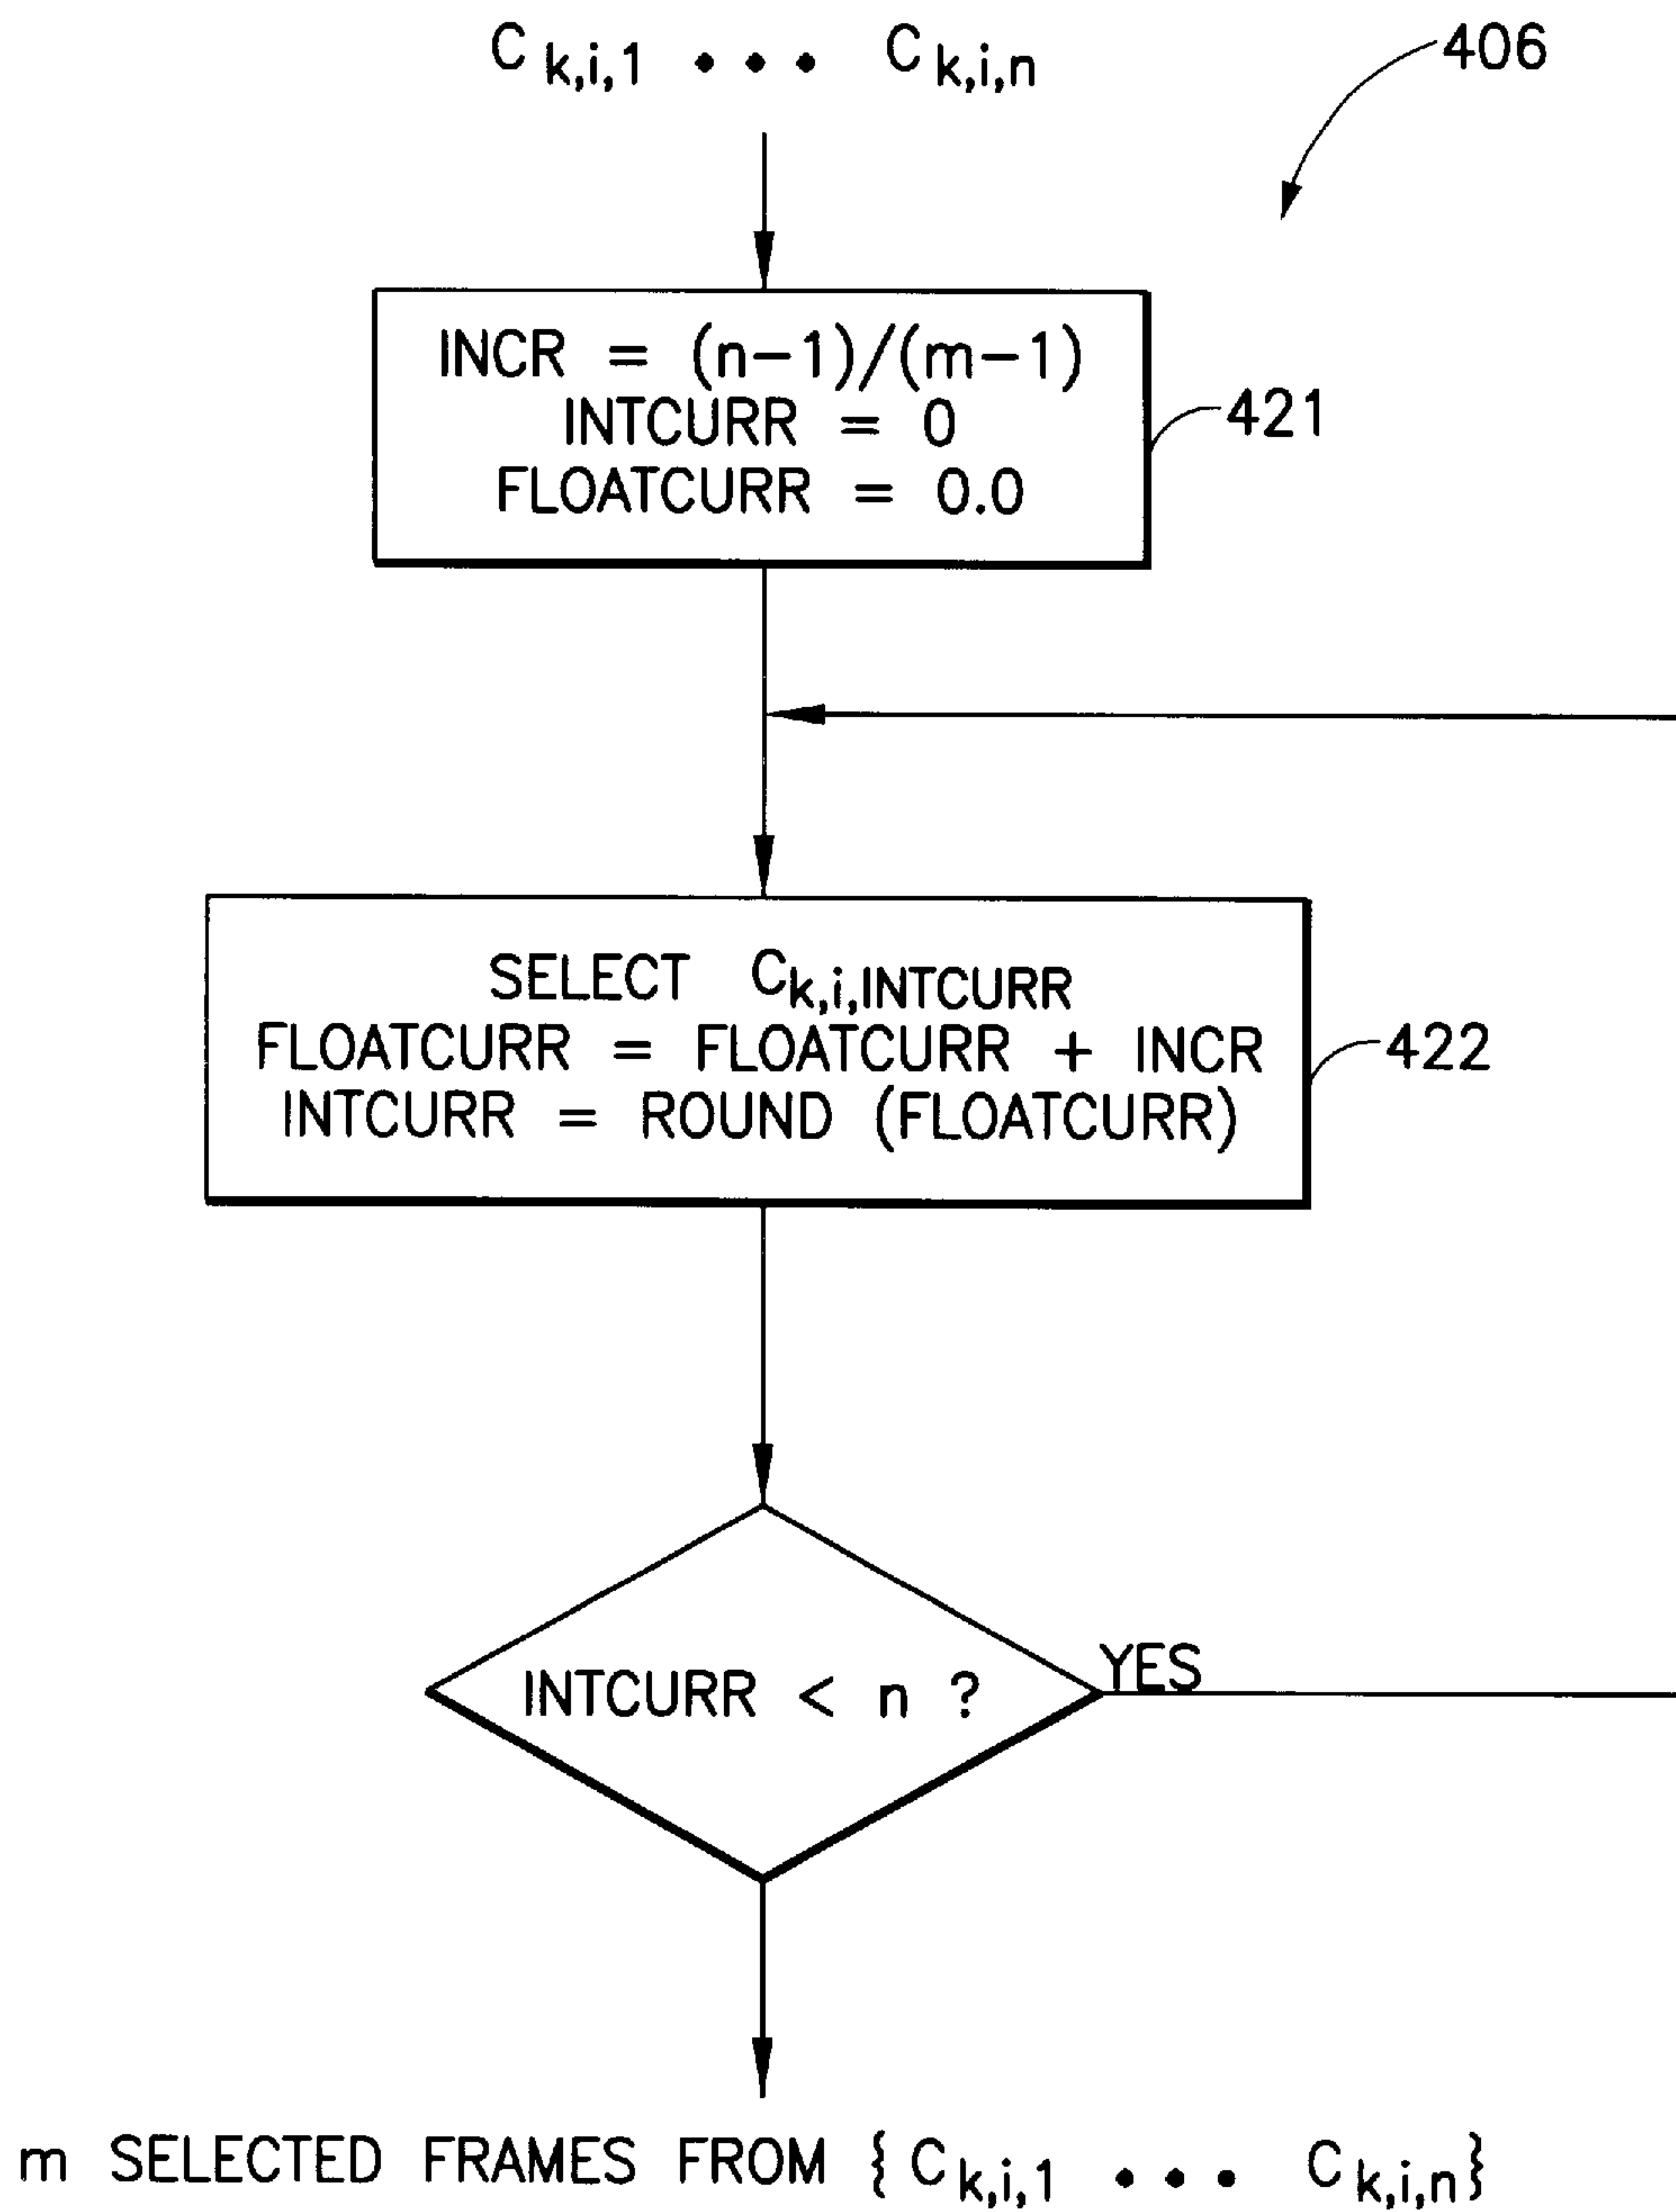 C k,i,1 • • • C k,i,n
406
INCR = (n-1)/(m-1)
INTCURR = 0
FLOATCURR = 0.0
421
SELECT C k,i,INTCURR
FLOATCURR = FLOATCURR + INCR
INTCURR = ROUND (FLOATCURR)
422
INTCURR < n ?
YES
m SELECTED FRAMES FROM { C k,i,1 • • • C k,i,n }